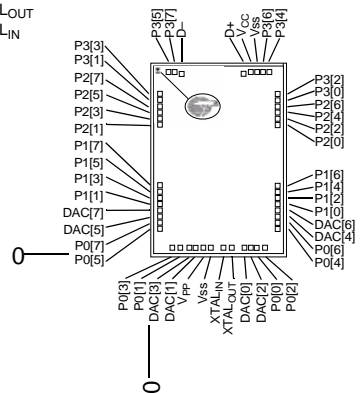 LOUT
LIN
P3[5]
P3[7]
D–
D+
VCC
VSS
P3[6]
P3[4]
P3[3]
P3[1]
P2[7]
P2[5]
P2[3]
P2[1]
P1[7]
P1[5]
P1[3]
P1[1]
DAC[7]
DAC[5]
P0[7]
P0[5]
P3[2]
P3[0]
P2[6]
P2[4]
P2[2]
P2[0]
P1[6]
P1[4]
P1[2]
P1[0]
DAC[6]
DAC[4]
P0[6]
P0[4]
P0[3]
P0[1]
DAC[3]
DAC[1]
VPP
VSS
XTALIN
XTALOUT
DAC[0]
DAC[2]
P0[0]
P0[2]
0
0